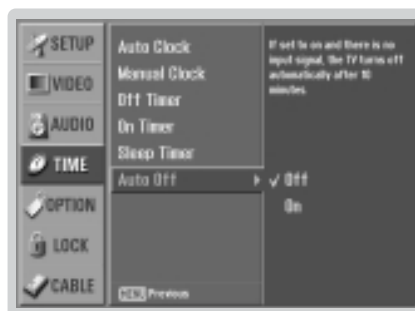 SETUP
VIDEO
AUDIO
TIME
OPTION
LOCK
CABLE
Auto Clock
Manual Clock
Off Timer
On Timer
Sleep Timer
Auto Off
If set to on and there is no
input signal, the TV turns off
automatically after 10
minutes.
Off
On
MENU Previous